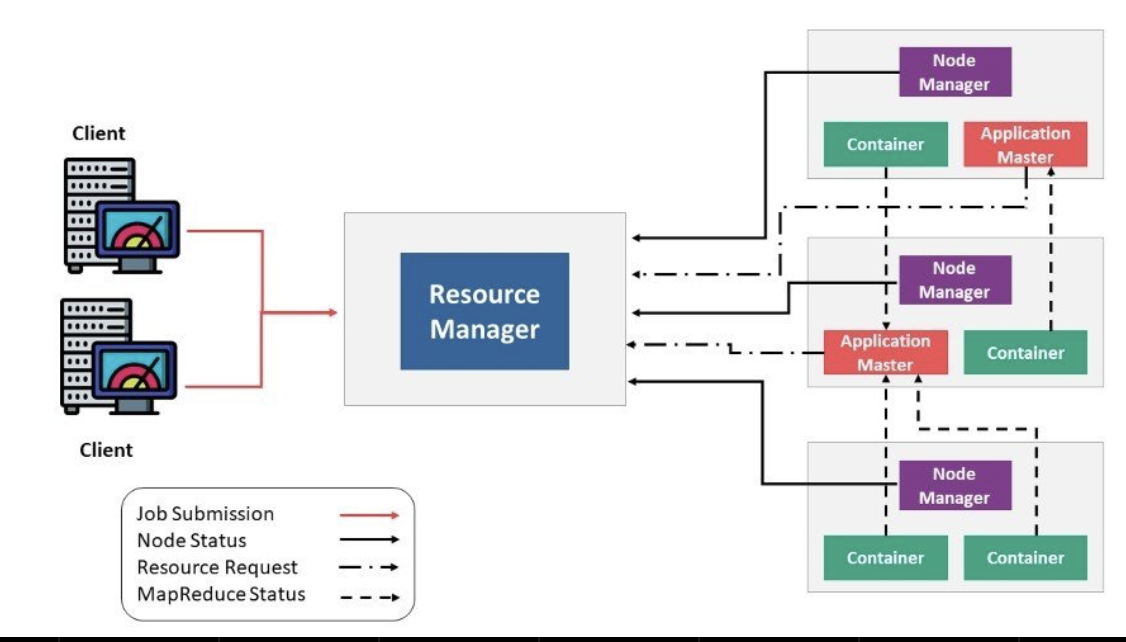 Client
Client
Resource
Manager
Node
Manager
Container
Application
Master
Node
Manager
Application
Master
Container
Node
Manager
Container
Container
Job Submission
Node Status
Resource Request
MapReduce Status